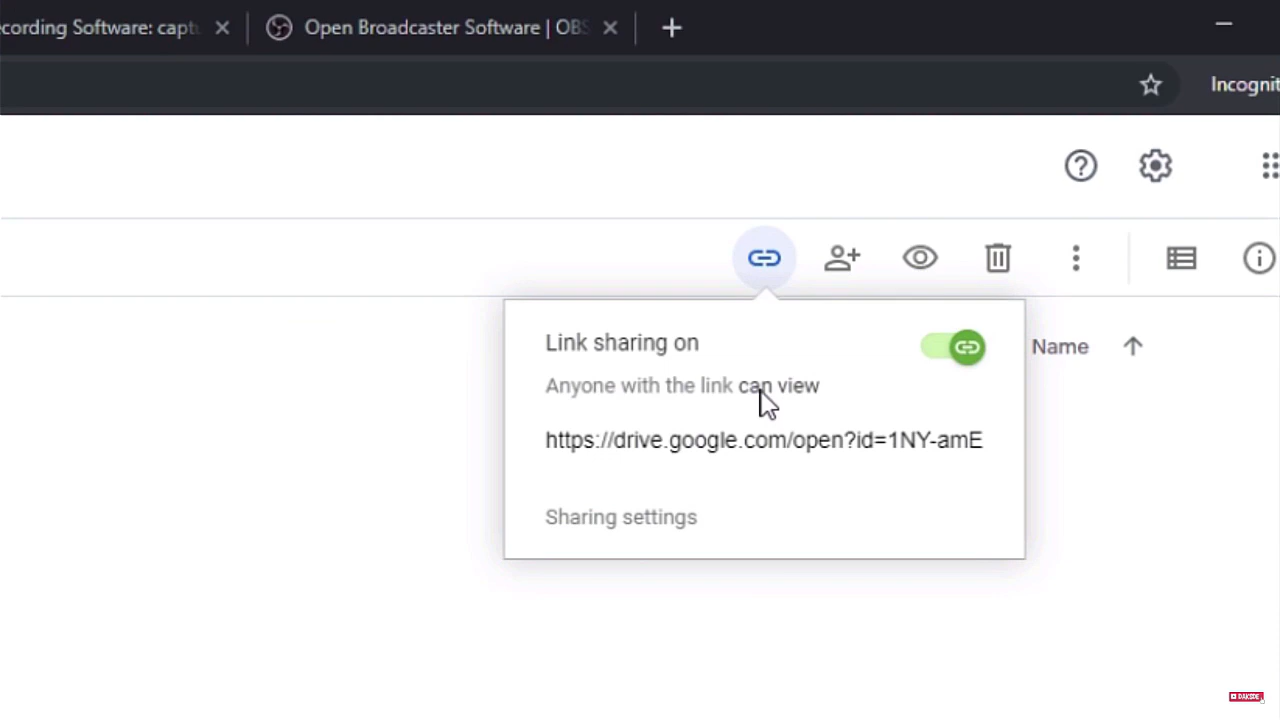 ecording Software: capt
Open Broadcaster Software | OBS
Incognit
Link sharing on
Anyone with the link can view
https://drive.google.com/open?id=1NY-amE
Sharing settings
Name